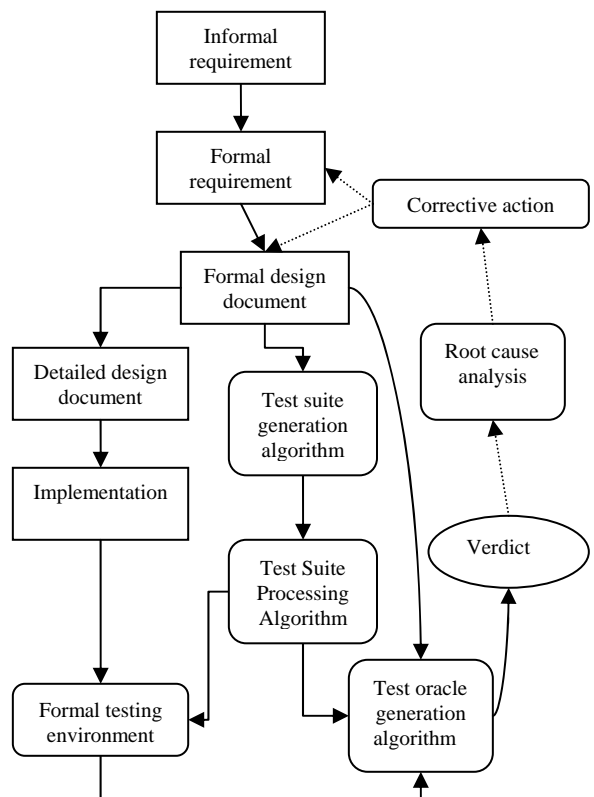 Informal
requirement
Formal
requirement
Corrective action
Formal design
document
Root cause
analysis
Detailed design
document
Test suite
generation
algorithm
Implementation
Verdict
Test Suite
Processing
Algorithm
Test oracle
generation
algorithm
Formal testing
environment